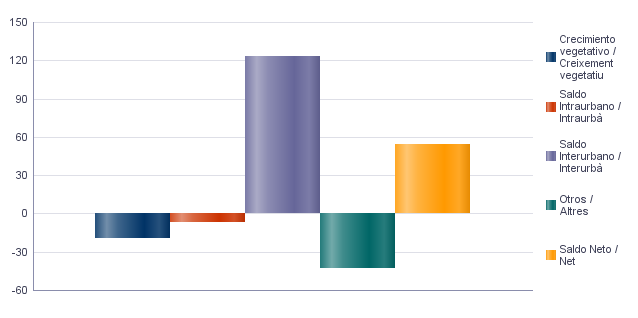 150
120
90
60
30
0
-30
-60
Crecimiento
vegetativo /
Creixement
vegetatiu
Saldo
Intraurbano /
Intraurbà
Saldo
Interurbano /
Interurbà
Otros /
Altres
Saldo Neto /
Net